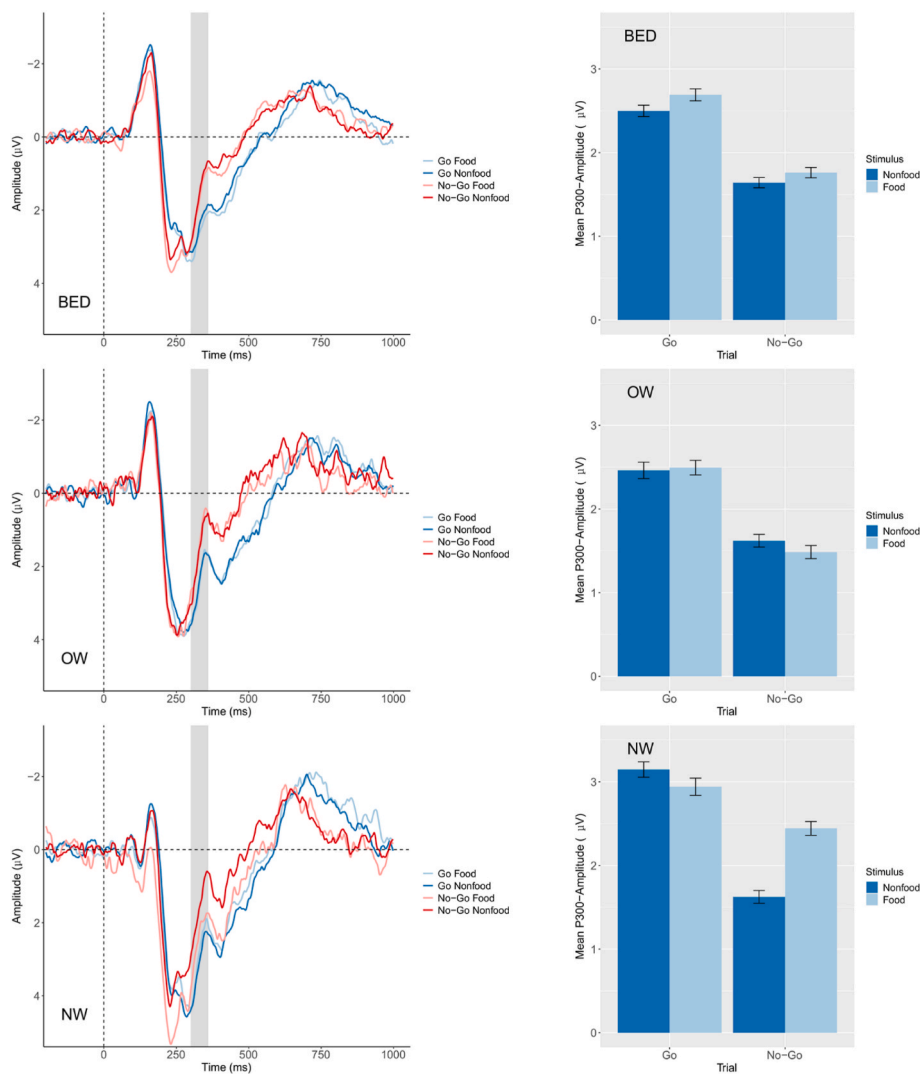 −2
0
2
4
Amplitude (μV)
BED
0
250
500
750
1000
Time (ms)
Go Food
Go Nonfood
No−Go Food
No−Go Nonfood
BED
3
2
1
0
Mean P300−Amplitude ( μV)
Go
No−Go
Trial
Stimulus
Nonfood
Food
−2
0
2
4
Amplitude (μV)
OW
0
250
500
750
1000
Time (ms)
Go Food
Go Nonfood
No−Go Food
No−Go Nonfood
OW
3
2
1
0
Mean P300−Amplitude ( μV)
Go
No−Go
Trial
Stimulus
Nonfood
Food
−2
0
2
4
Amplitude (μV)
NW
0
250
500
750
1000
Time (ms)
Go Food
Go Nonfood
No−Go Food
No−Go Nonfood
NW
3
2
1
0
Mean P300−Amplitude ( μV)
Go
No−Go
Trial
Stimulus
Nonfood
Food